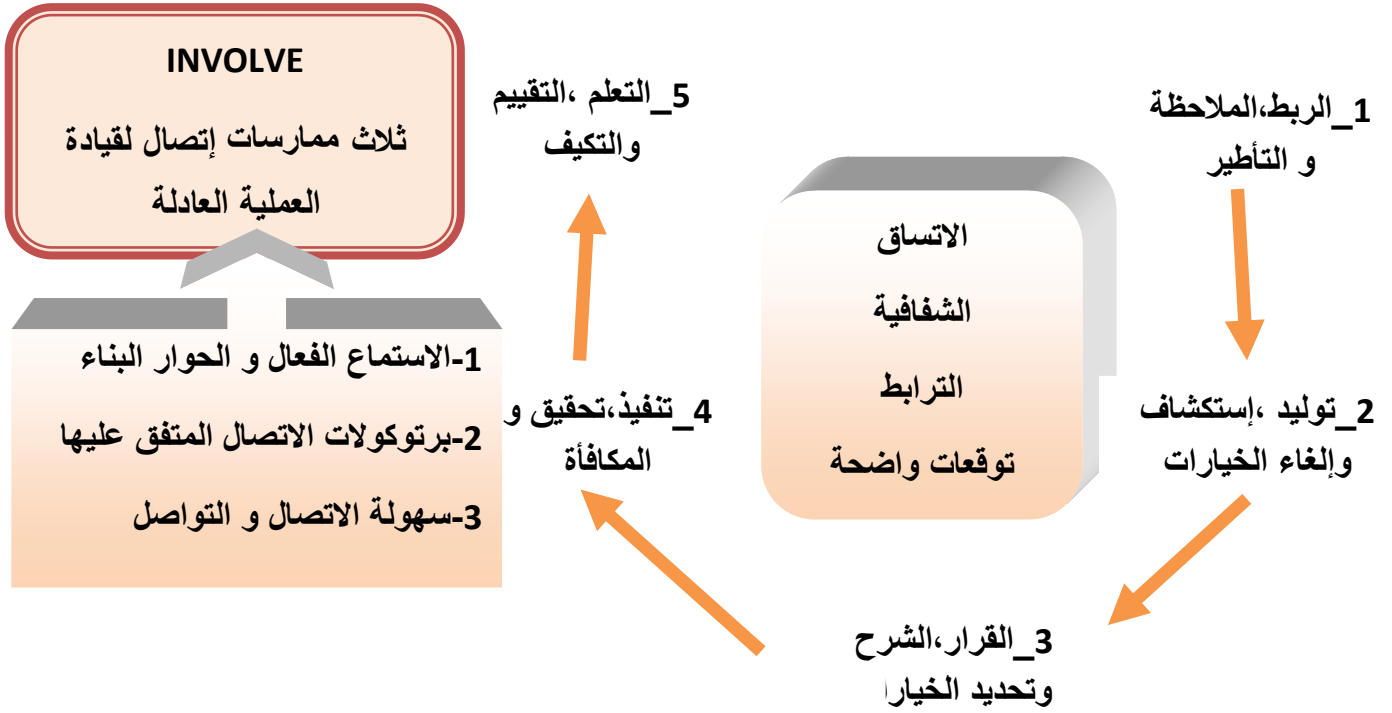 INVOLVE
ثلاث ممارسات إتصال لقيادة
العملية العادلة
1-الاستماع الفعال و الحوار البناء
2-برتوكولات الاتصال المتفق عليها
3-سهولة الاتصال و التواصل
1_الربط،الملاحظة
و التأطير
2_توليد ،إستكشاف
وإلغاء الخيارات
3_القرار،الشرح
وتحديد الخيارا
4_تنفيذ،تحقيق و
المكافأة
5_التعلم ،التقييم
والتكيف
الاتساق
الشفافية
الترابط
توقعات واضحة